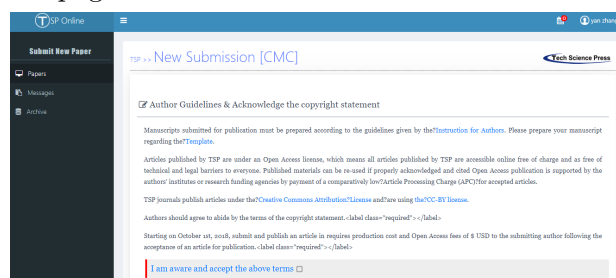 TSP Online
yan zhang
Submit New Paper
TSP >> New Submission [CMC]
Tech Science Press
Papers
Messages
Archive
Author Guidelines & Acknowledge the copyright statement
Manuscripts submitted for publication must be prepared according to the guidelines given by the?Instruction for Authors. Please prepare your manuscript
regarding the?Template.
Articles published by TSP are under an Open Access license, which means all articles published by TSP are accessible online free of charge and as free of
technical and legal barriers to everyone. Published materials can be re-used if properly acknowledged and cited Open Access publication is supported by the
authors' institutes or research funding agencies by payment of a comparatively low?Article Processing Charge (APC)?for accepted articles.
TSP journals publish articles under the?Creative Commons Attribution?License and?are using the?CC-BY license.
Authors should agree to abide by the terms of the copyright statement.<label class="required"></label>
Starting on October 1st, 2018, submit and publish an article in requires production cost and Open Access fees of $ USD to the submitting author following the
acceptance of an article for publication.<label class="required"></label>
I am aware and accept the above terms